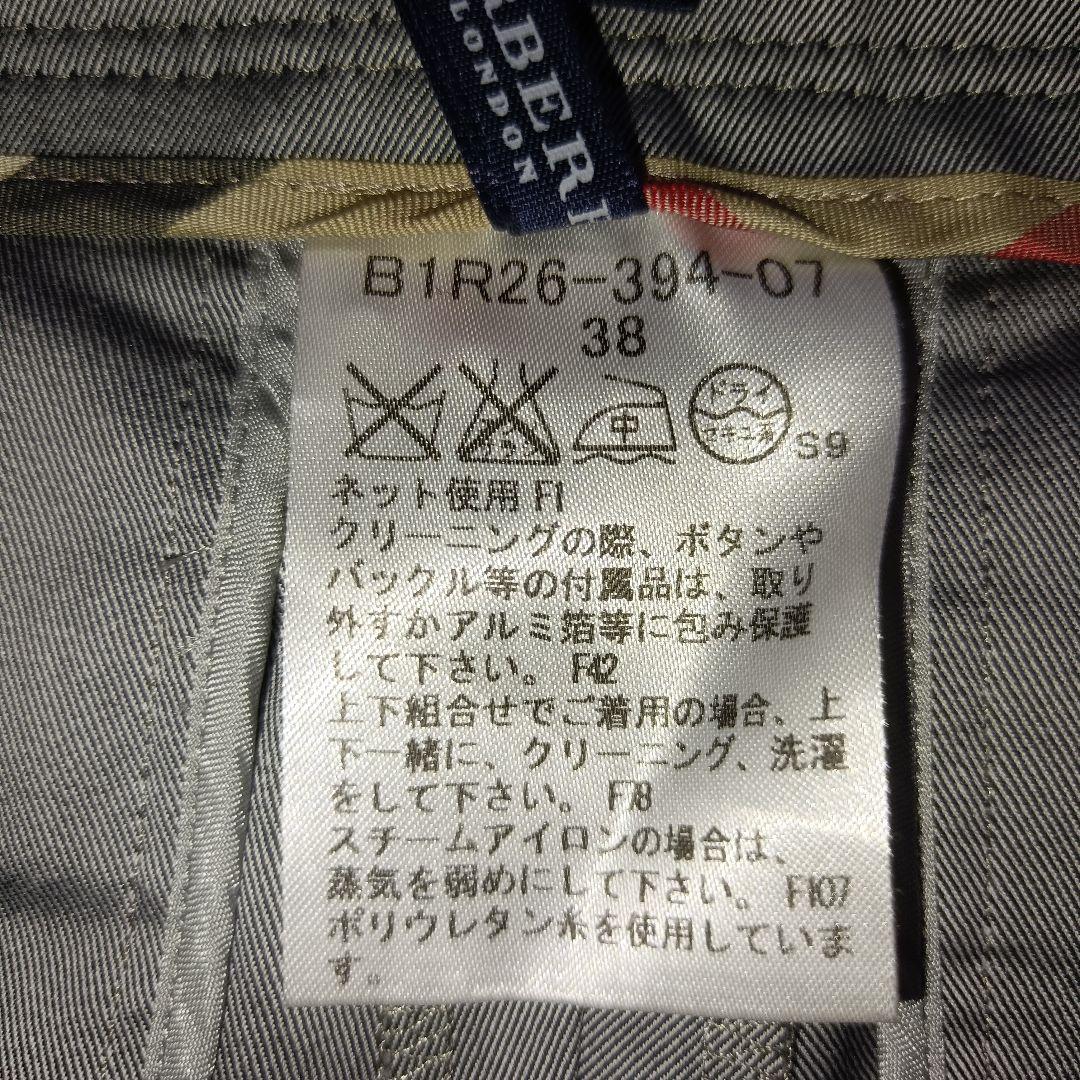 LONDON
B1R26-394-07
38
中
ドライ
S9
ネット使用 F1
クリーニングの際、ボタンや
バックル等の付属品は、取り
外すかアルミ箔等に包み保護
して下さい。 F42
上下組合せでご着用の場合、上
下一緒に、クリーニング、洗濯
をして下さい。 F78
スチームアイロンの場合は、
蒸気を弱めにして下さい。 F107
ポリウレタン糸を使用していま
す。